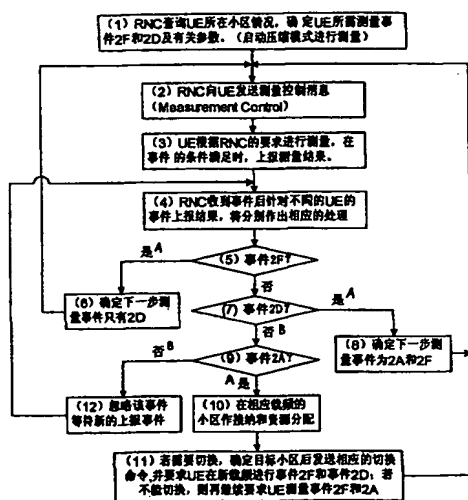 (1) RNC查询UE所在小区情况，确定UE所需测量事
件2F和2D及有关参数。（启动压缩模式进行测量）
(2) RNC向UE发送测量控制消息
(Measurement Control)
(3) UE根据RNC的要求进行测量，在
事件的条件满足时，上报测量结果。
(4) RNC收到事件后针对不同的UE的
事件上报结果，将分别作出相应的处理
是 A
(5) 事件2F?
否
(6) 确定下一步测
量事件只有2D
(7) 事件2D?
是 A
否 B
(8) 确定下一步测
量事件为2A和2F
否 B
(9) 事件2A?
A 是
(12) 忽略该事件
等待新的上报事件
(10) 在相应载频的
小区作接纳和资源分配
(11) 若需要切换，确定目标小区后发送相应的切换
命令，并要求UE在新载频进行事件2F和事件2D；若
不能切换，则再继续要求UE测量事件2F和2A